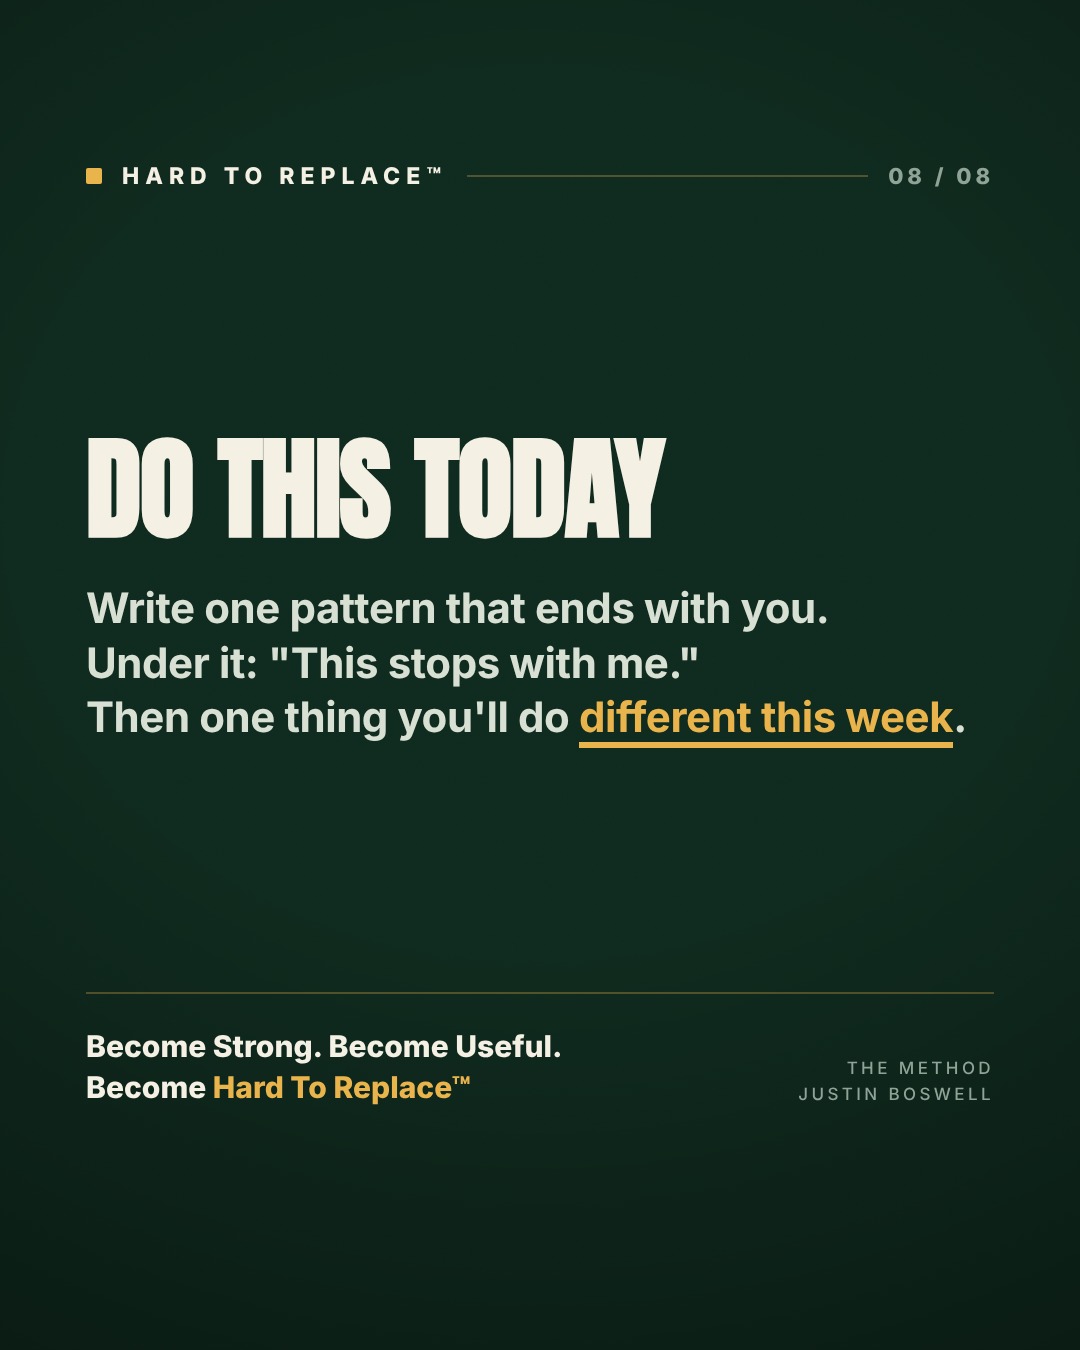 HARD TO REPLACE™
08 / 08
DO THIS TODAY
Write one pattern that ends with you.
Under it: "This stops with me."
Then one thing you'll do different this week.
Become Strong. Become Useful.
Become Hard To Replace™
THE METHOD
JUSTIN BOSWELL